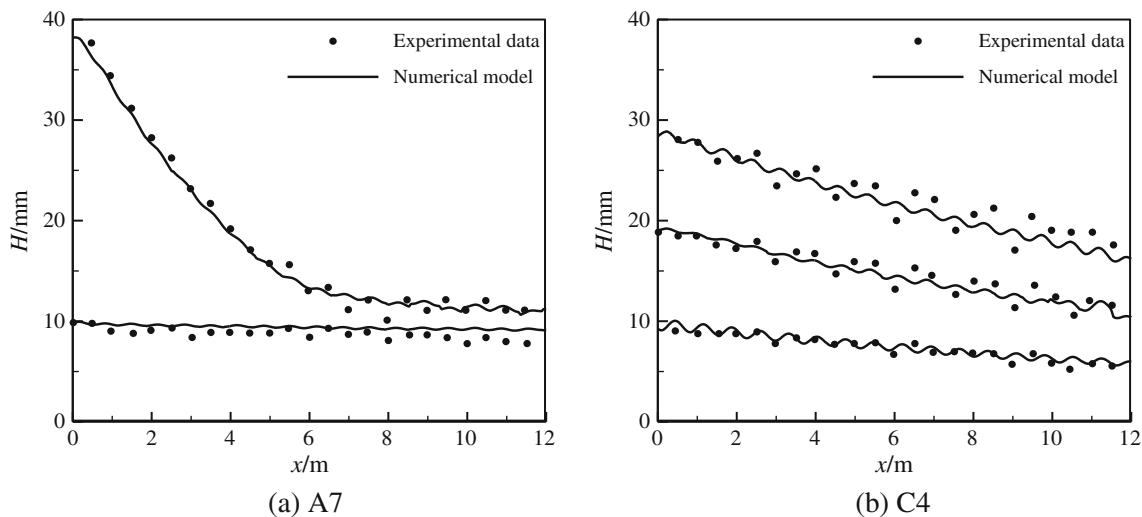 40
30
20
10
0
H/mm
Experimental data
Numerical model
0 2 4 6 8 10 12
x/m
(a) A7
40
30
20
10
0
H/mm
Experimental data
Numerical model
0 2 4 6 8 10 12
x/m
(b) C4